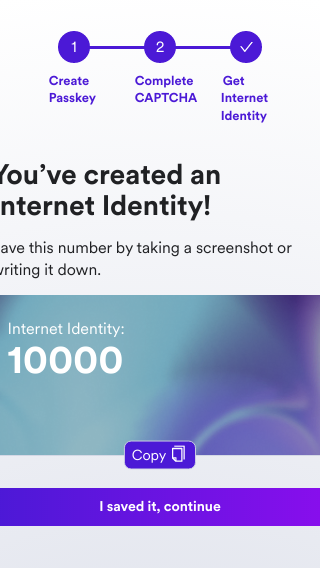 1 2
Create Complete Get
Passkey CAPTCHA Internet
Identity
You've created an
nternet Identity!
ave this number by taking a screenshot or
writing it down.
Internet Identity:
10000
Copy
I saved it, continue